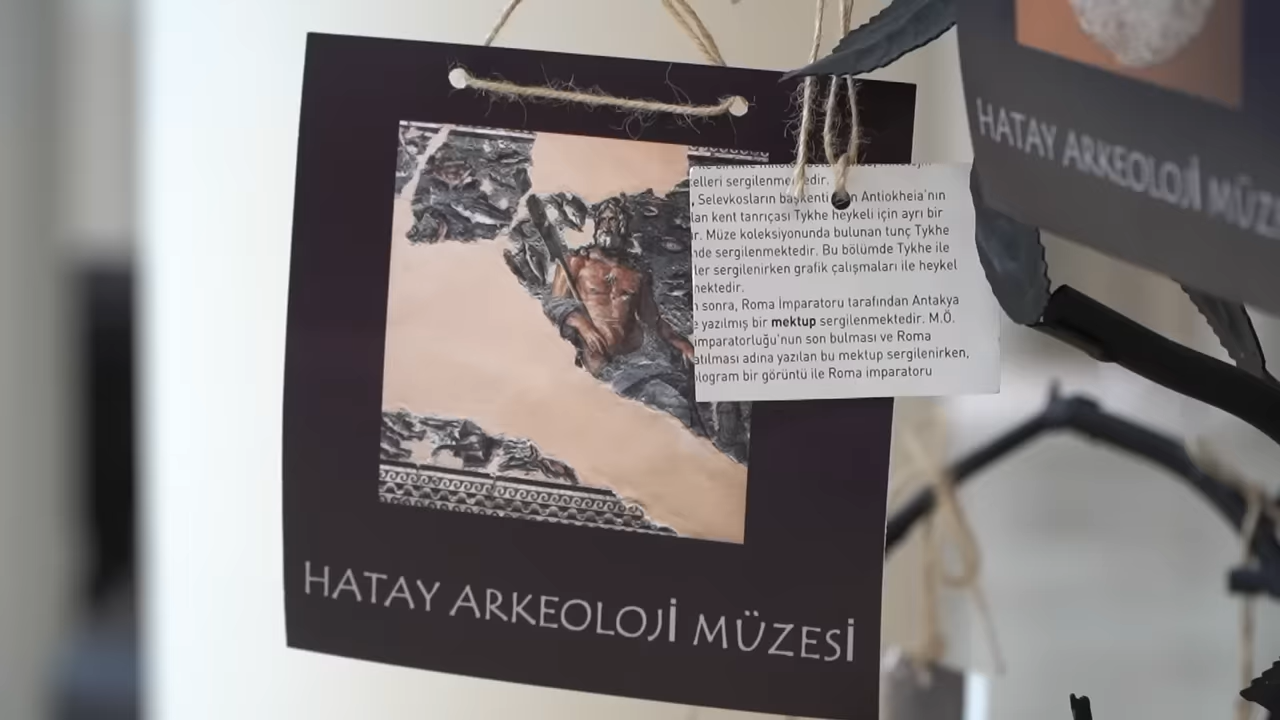 elleri sergilenmektedir.
, Selevkosların başkenti Antiokheia'nın
lan kent tanrıçası Tykhe heykeli için ayrı bir
r. Müze koleksiyonunda bulunan tunç Tykhe
nde sergilenmektedir. Bu bölümde Tykhe ile
ler sergilenirken grafik çalışmaları ile heykel
mektedir.
sonra, Roma İmparatoru tarafından Antakya
e yazılmış bir mektup sergilenmektedir. M.Ö.
mparatorluğu'nun son bulması ve Roma
atılması adına yazılan bu mektup sergilenirken,
ologram bir görüntü ile Roma imparatoru
HATAY ARKEOLOJİ MÜZESİ
HATAY ARKEOLOJİ MÜZ